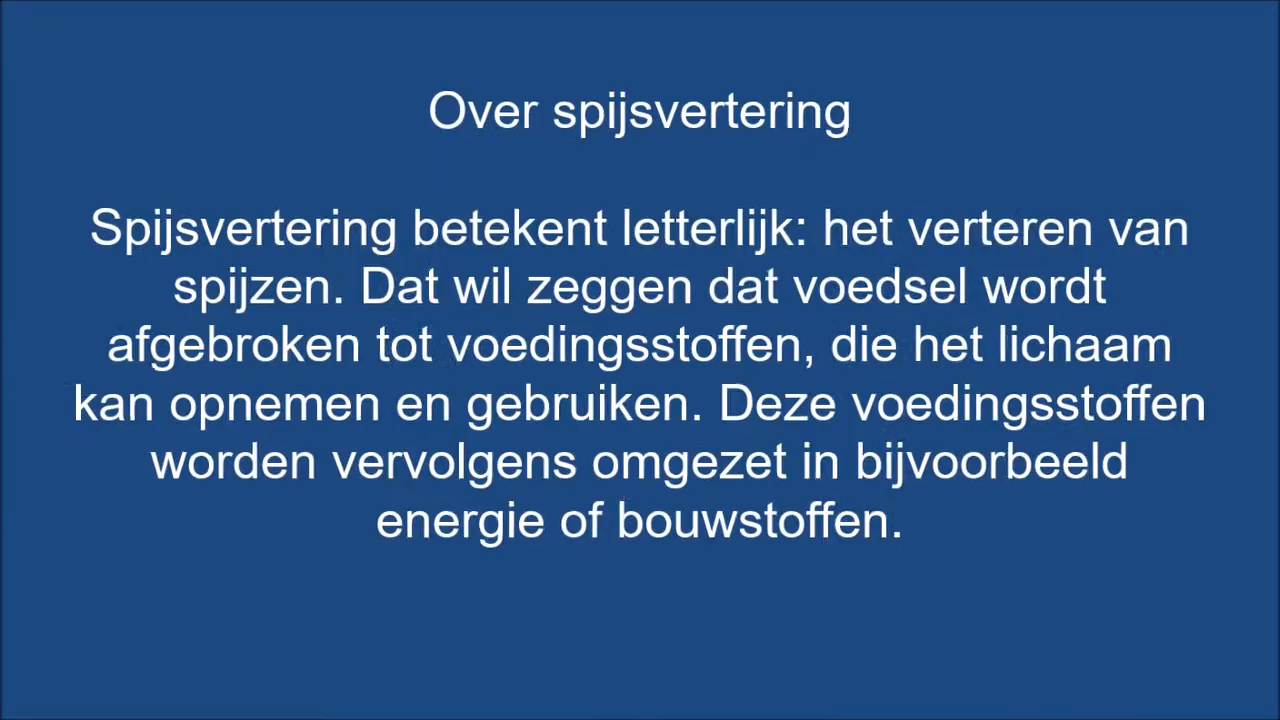 Over spijsvertering
Spijsvertering betekent letterlijk: het verteren van
spijzen. Dat wil zeggen dat voedsel wordt
afgebroken tot voedingsstoffen, die het lichaam
kan opnemen en gebruiken. Deze voedingsstoffen
worden vervolgens omgezet in bijvoorbeeld
energie of bouwstoffen.